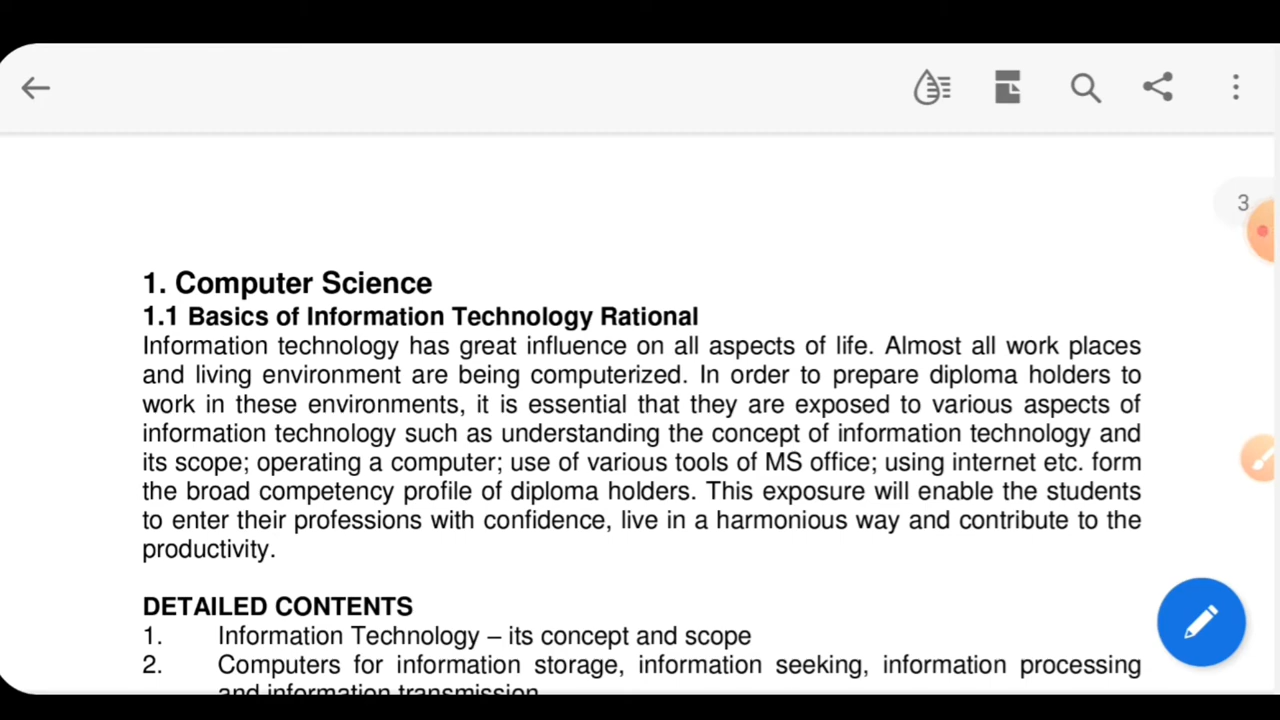 3
1. Computer Science
1.1 Basics of Information Technology Rational
Information technology has great influence on all aspects of life. Almost all work places
and living environment are being computerized. In order to prepare diploma holders to
work in these environments, it is essential that they are exposed to various aspects of
information technology such as understanding the concept of information technology and
its scope; operating a computer; use of various tools of MS office; using internet etc. form
the broad competency profile of diploma holders. This exposure will enable the students
to enter their professions with confidence, live in a harmonious way and contribute to the
productivity.
DETAILED CONTENTS
1. Information Technology – its concept and scope
2. Computers for information storage, information seeking, information processing
and information transmission